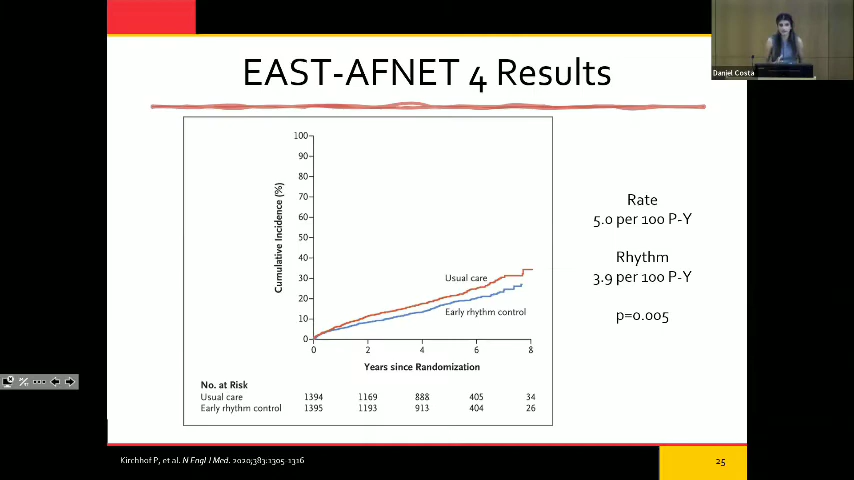 EAST-AFNET 4 Results
Daniel Costa
100
90
80
70
60
50
40
30
20
10
0
Cumulative Incidence (%)
Usual care
Early rhythm control
0 2 4 6 8
Years since Randomization
No. at Risk
Usual care 1394 1169 888 405 34
Early rhythm control 1395 1193 913 404 26
Rate
5.0 per 100 P-Y
Rhythm
3.9 per 100 P-Y
p=0.005
Kirchhof P, et al. N Engl J Med. 2020;383:1305-1316
25